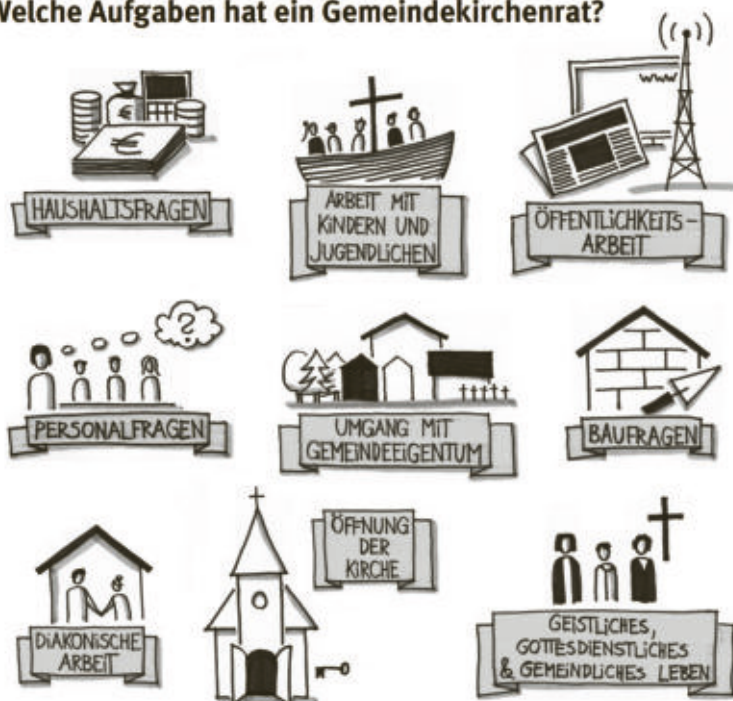 Welche Aufgaben hat ein Gemeindekirchenrat?
€
€
HAUSHALTSFRAGEN
ARBEIT MIT
KINDERN UND
JUGENDLICHEN
www
ÖFFENTLICHKEITS-
ARBEIT
?
PERSONALFRAGEN
UMGANG MIT
GEMEINDEEIGENTUM
BAUFRAGEN
DIAKONISCHE
ARBEIT
ÖFFNUNG
DER
KIRCHE
GEISTLICHES,
GOTTESDIENSTLICHES
& GEMEINDLICHES LEBEN